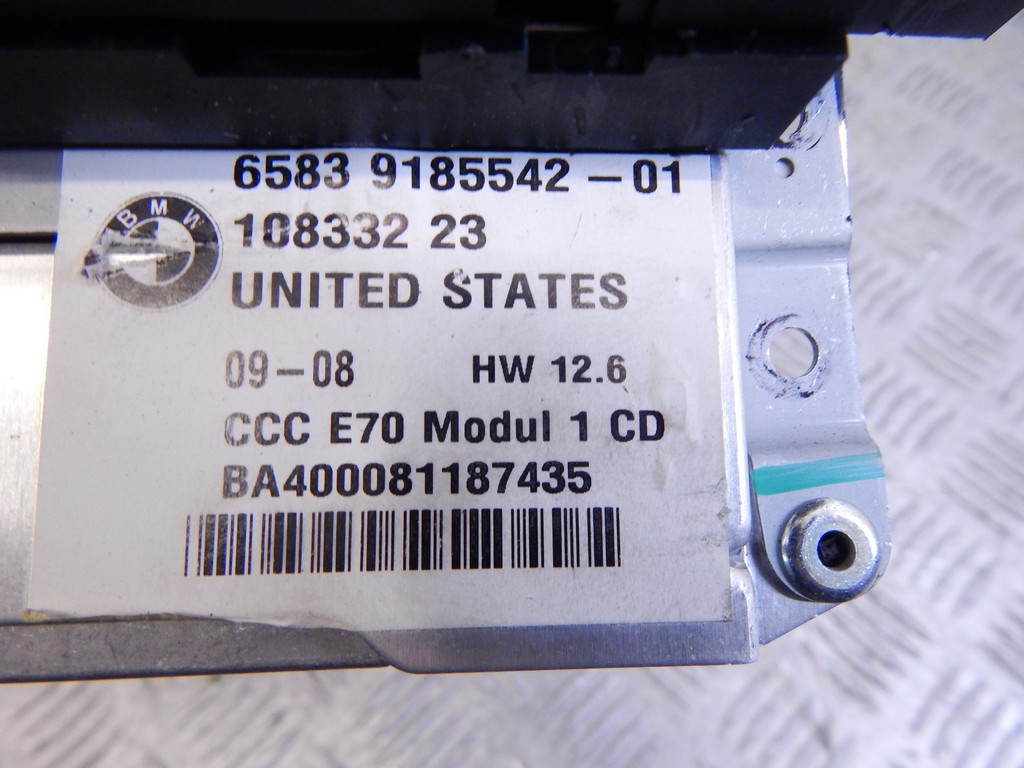 6583 9185542 – 01
BMW
108332 23
UNITED STATES
09 – 08 HW 12.6
CCC E70 Modul 1 CD
BA400081187435